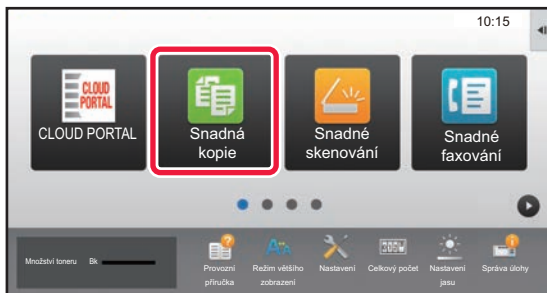 10:15
CLOUD
PORTAL
CLOUD PORTAL
Snadná
kopie
Snadné
skenování
Snadné
faxování
Množství toneru Bk
Provozní
příručka
Režim většího
zobrazení
Nastavení
Celkový počet
Nastavení
jasu
Správa úlohy